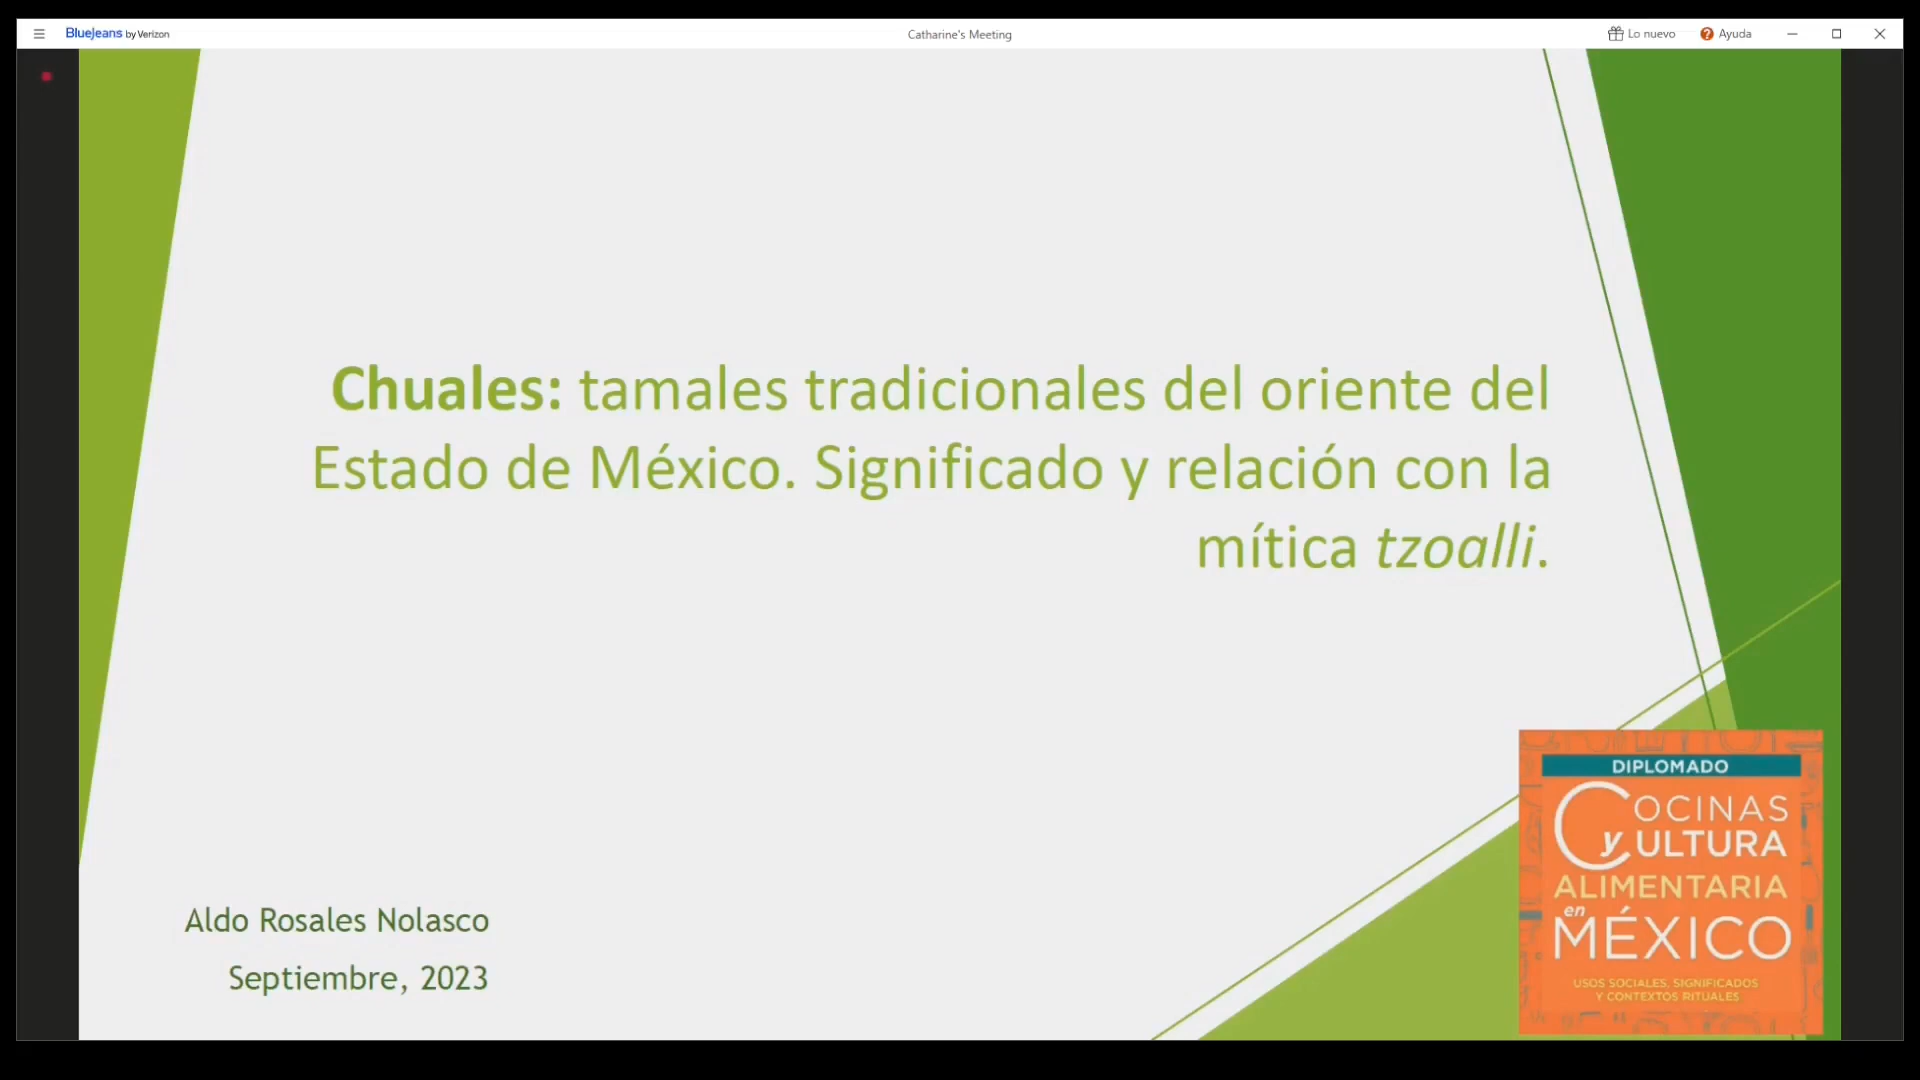 Bluejeans by Verizon
Catharine's Meeting
Lo nuevo
Ayuda
Chuales: tamales tradicionales del oriente del
Estado de México. Significado y relación con la
mítica tzoalli.
Aldo Rosales Nolasco
Septiembre, 2023
DIPLOMADO
COCINAS
y CULTURA
ALIMENTARIA
en
MÉXICO
USOS SOCIALES, SIGNIFICADOS
Y CONTEXTOS RITUALES